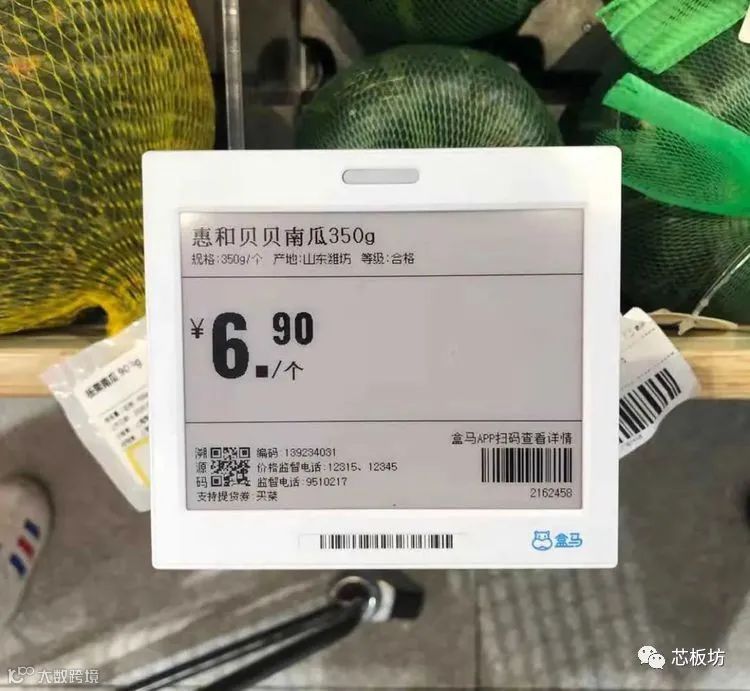 惠和贝贝南瓜350g
规格:350g/个 产地:山东潍坊 等级:合格
¥6.90/个
盒马APP扫码查看详情
溯源码
编码: 139234031
价格监督电话:12315、12345
监督电话: 9510217
支持提货券: 买菜
2162458
盒马
芯板坊
大数跨境